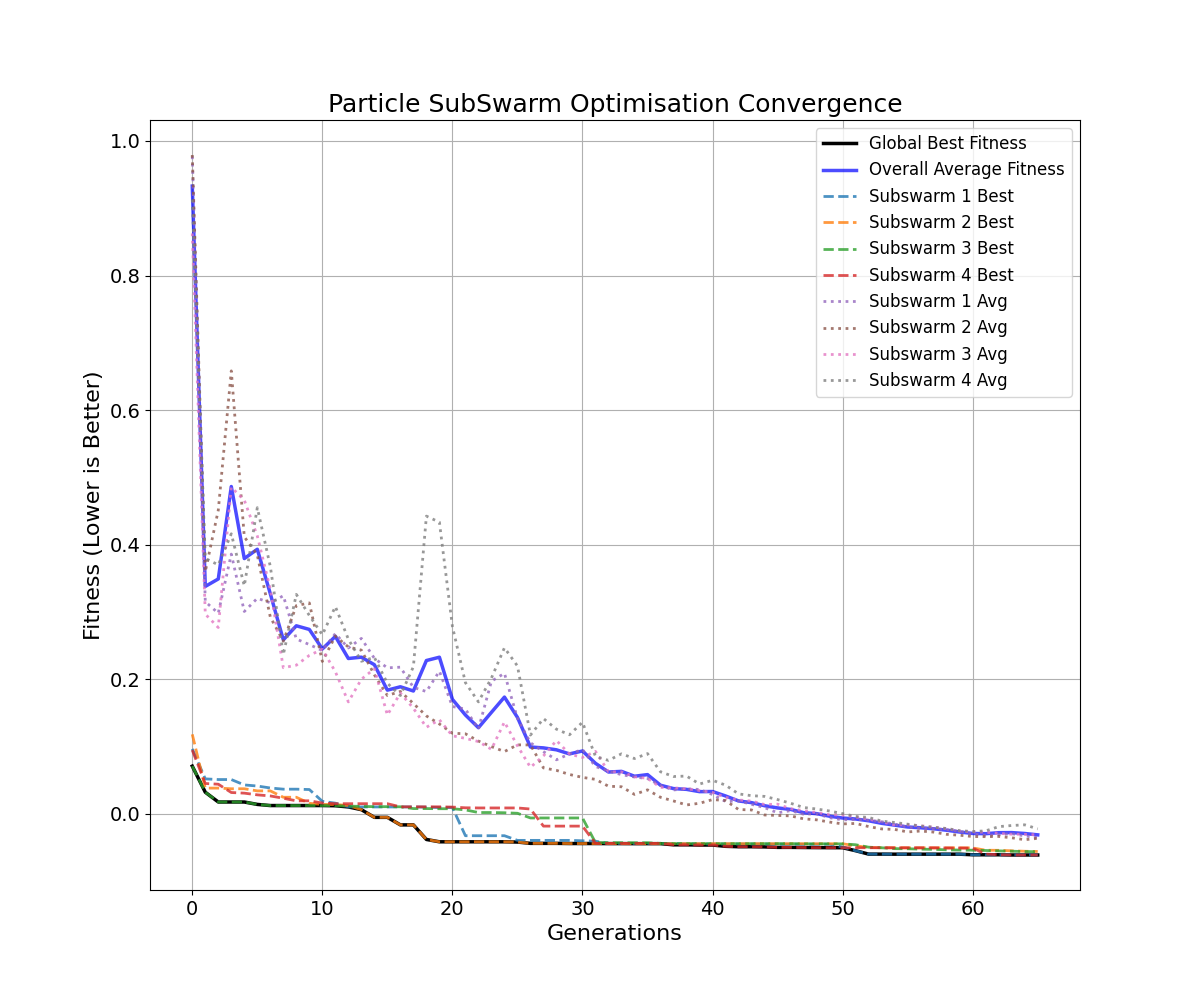 Particle SubSwarm Optimisation Convergence
1.0
0.8
0.6
0.4
0.2
0.0
Fitness (Lower is Better)
Global Best Fitness
Overall Average Fitness
Subswarm 1 Best
Subswarm 2 Best
Subswarm 3 Best
Subswarm 4 Best
Subswarm 1 Avg
Subswarm 2 Avg
Subswarm 3 Avg
Subswarm 4 Avg
0 10 20 30 40 50 60
Generations